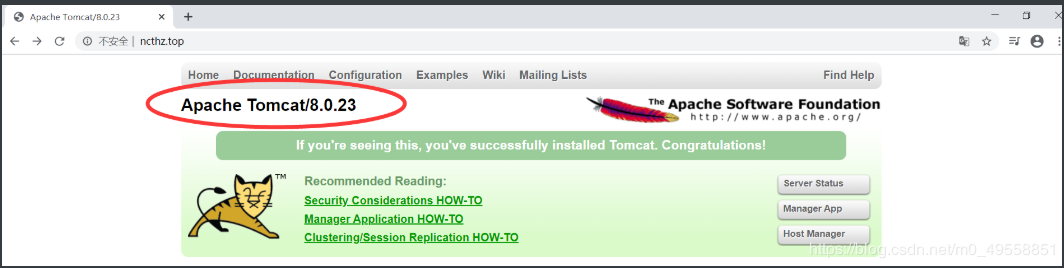 Apache Tomcat/8.0.23
不安全 | ncthz.top
Home Documentation Configuration Examples Wiki Mailing Lists Find Help
Apache Tomcat/8.0.23
The Apache Software Foundation
http://www.apache.org/
If you're seeing this, you've successfully installed Tomcat. Congratulations!
TM
Recommended Reading:
Security Considerations HOW-TO
Manager Application HOW-TO
Clustering/Session Replication HOW-TO
Server Status
Manager App
Host Manager
https://blog.csdn.net/m0_49558851